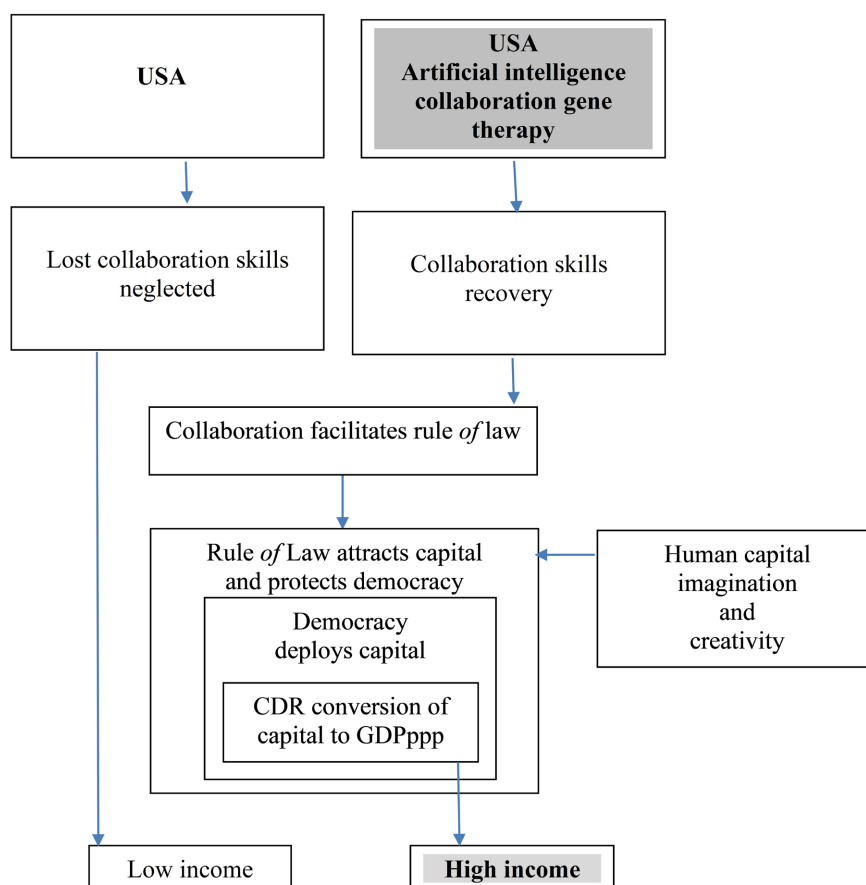 USA
USA
Artificial intelligence
collaboration gene
therapy
Lost collaboration skills
neglected
Collaboration skills
recovery
Collaboration facilitates rule of law
Rule of Law attracts capital
and protects democracy
Human capital
imagination
and
creativity
Democracy
deploys capital
CDR conversion of
capital to GDPppp
Low income
High income